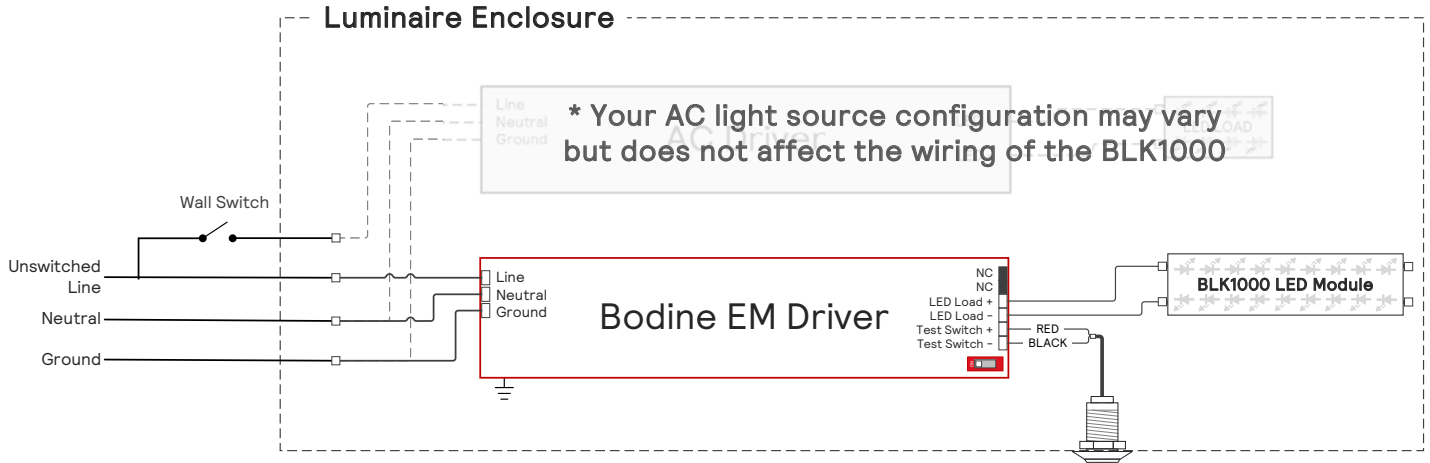 Luminaire Enclosure
Line
Neutral
Ground
AC Driver
LED LOAD
* Your AC light source configuration may vary
but does not affect the wiring of the BLK1000
Wall Switch
Unswitched
Line
Neutral
Ground
Line
Neutral
Ground
Bodine EM Driver
NC
NC
LED Load +
LED Load -
Test Switch +
Test Switch -
RED
BLACK
BLK1000 LED Module